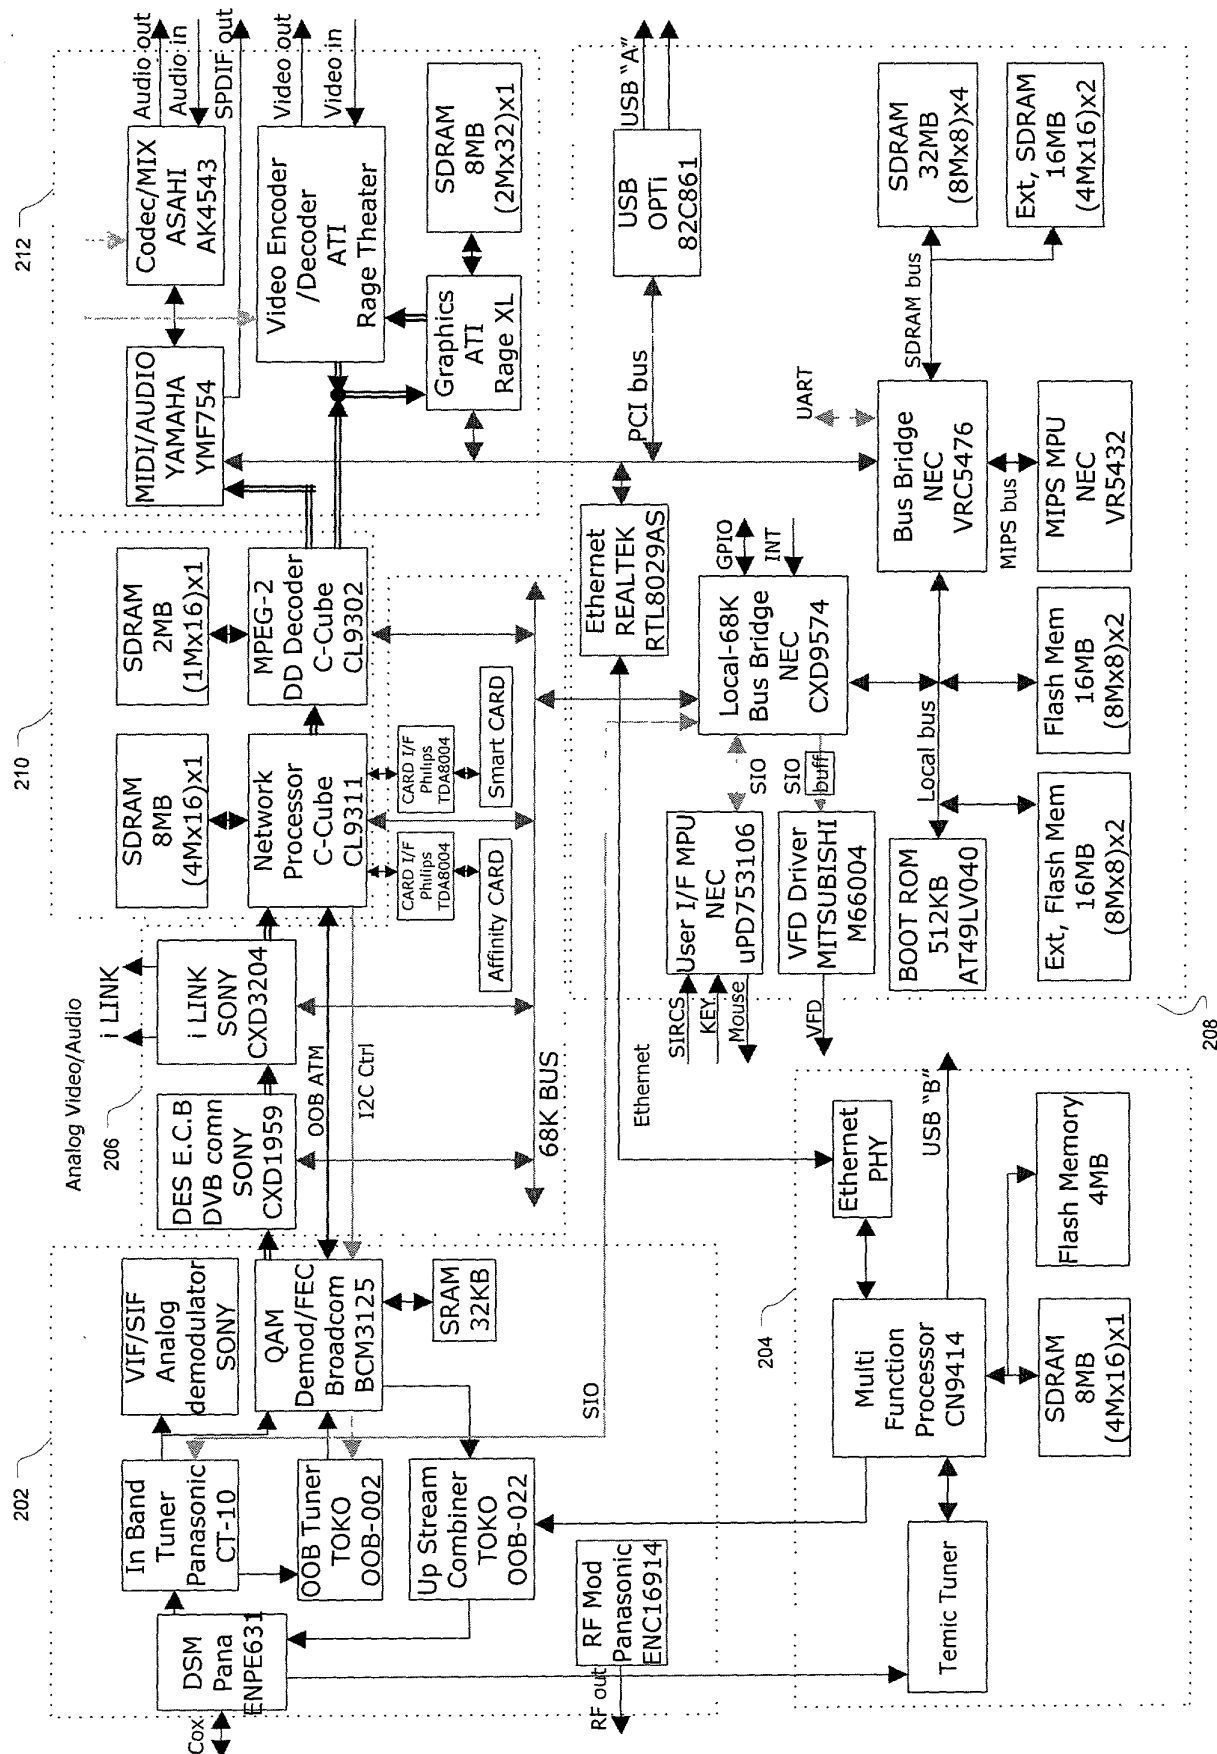 202
Cox
DSM
Pana
ENPE631
In Band
Tuner
Panasonic
CT-10
VIF/SIF
Analog
demodulator
SONY
OOB Tuner
TOKO
OOB-002
QAM
Demod/FEC
Broadcom
BCM3125
Up Stream
Combiner
TOKO
OOB-022
SRAM
32KB
SIO
RF Mod
Panasonic
ENC16914
RF out
Analog Video/Audio
206
i LINK
DES E.C.B
DVB comn
SONY
CXD1959
i LINK
SONY
CXD3204
OOB ATM
I2C Ctrl
68K BUS
210
SDRAM
8MB
(4Mx16)x1
SDRAM
2MB
(1Mx16)x1
Network
Processor
C-Cube
CL9311
MPEG-2
DD Decoder
C-Cube
CL9302
CARD I/F
Philips
TDA8004
CARD I/F
Philips
TDA8004
Affinity CARD
Smart CARD
212
MIDI/AUDIO
YAMAHA
YMF754
Codec/MIX
ASAHI
AK4543
Audio out
Audio in
SPDIF out
Video Encoder
/Decoder
ATI
Rage Theater
Video out
Video in
Graphics
ATI
Rage XL
SDRAM
8MB
(2Mx32)x1
204
Ethernet
Ethernet
PHY
Multi
Function
Processor
CN9414
USB "B"
Temic Tuner
SDRAM
8MB
(4Mx16)x1
Flash Memory
4MB
208
Ethernet
REALTEK
RTL8029AS
PCI bus
USB
OPTi
82C861
USB "A"
SIRCS
KEY
Mouse
User I/F MPU
NEC
uPD753106
SIO
Local-68K
Bus Bridge
NEC
CXD9574
GPIO
INT
VFD
VFD Driver
MITSUBISHI
M66004
SIO
buff
UART
BOOT ROM
512KB
AT49LV040
Local bus
Bus Bridge
NEC
VRC5476
SDRAM bus
SDRAM
32MB
(8Mx8)x4
Ext, SDRAM
16MB
(4Mx16)x2
MIPS bus
Ext, Flash Mem
16MB
(8Mx8)x2
Flash Mem
16MB
(8Mx8)x2
MIPS MPU
NEC
VR5432